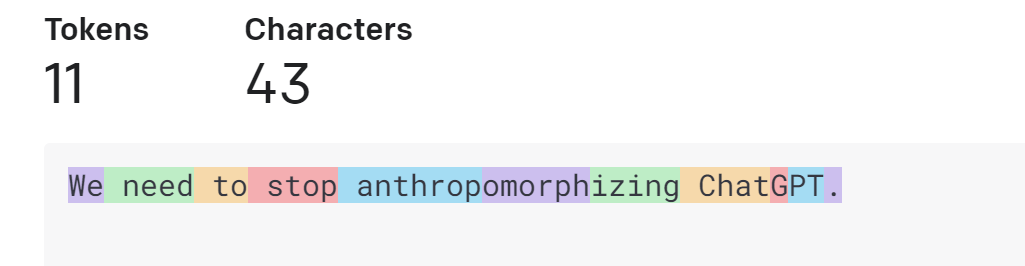 Tokens Characters
11 43
We need to stop anthropomorphizing ChatGPT.